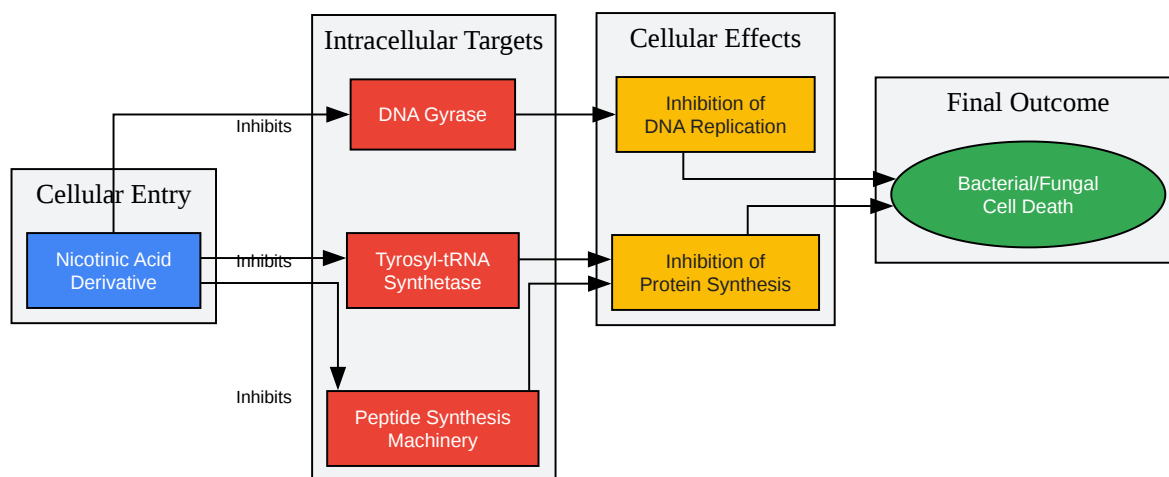 Cellular Entry
Nicotinic Acid
Derivative
Inhibits
Inhibits
Inhibits
Intracellular Targets
DNA Gyrase
Tyrosyl-tRNA
Synthetase
Peptide Synthesis
Machinery
Cellular Effects
Inhibition of
DNA Replication
Inhibition of
Protein Synthesis
Final Outcome
Bacterial/Fungal
Cell Death